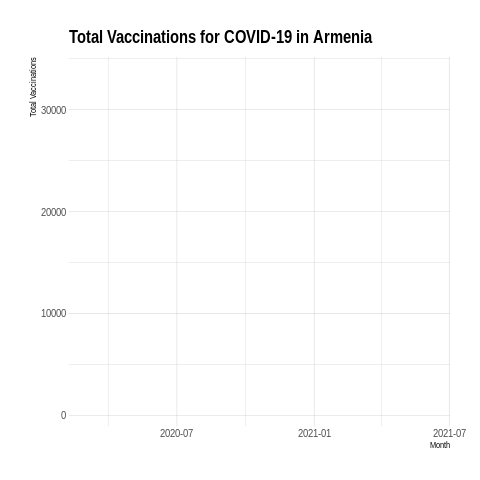 Total Vaccinations for COVID-19 in Armenia
Total Vaccinations
30000
20000
10000
0
2020-07
2021-01
2021-07
Month